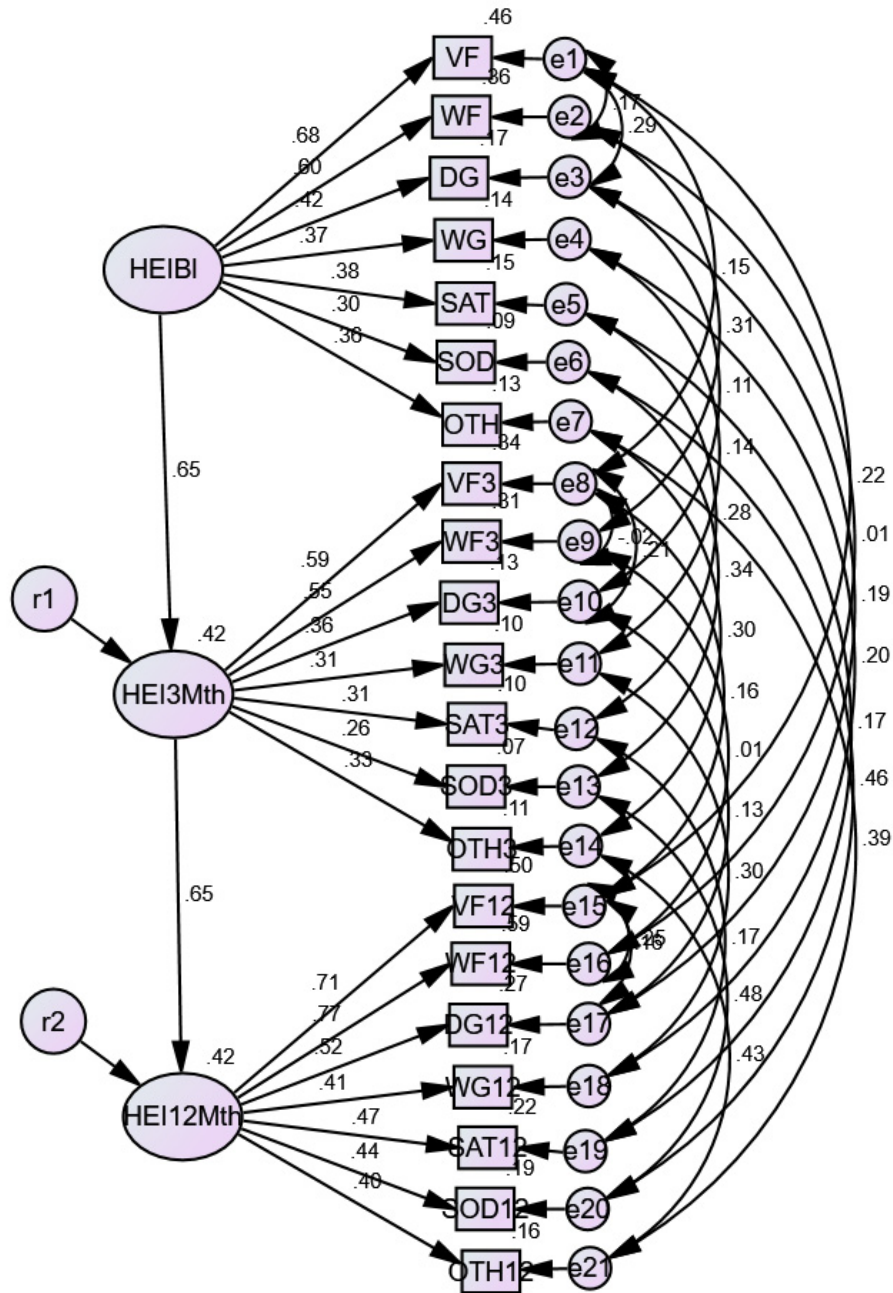 .46
VF
e1
.36
.17
WF
e2
.29
.68
.17
.60
DG
e3
.42
.14
.37
WG
e4
HEIBl
.15
.15
.38
SAT
e5
.30
.09
.31
.36
SOD
e6
.13
.11
OTH
e7
.34
.14
.65
VF3
e8
.22
.31
.28
.59
WF3
e9
-.02
.01
.21
.13
.55
.34
r1
.36
DG3
e10
.19
.42
.10
.30
.31
WG3
e11
.20
HEI3Mth
.10
.31
.16
.26
SAT3
e12
.17
.07
.01
.33
SOD3
e13
.46
.11
.13
OTH3
e14
.39
.50
.30
.65
VF12
e15
.59
.17
.71
WF12
e16
.27
.77
.48
r2
.52
DG12
e17
.42
.17
.43
.41
WG12
e18
HEI12Mth
.22
.47
SAT12
e19
.44
.19
.40
SOD12
e20
.16
OTH12
e21